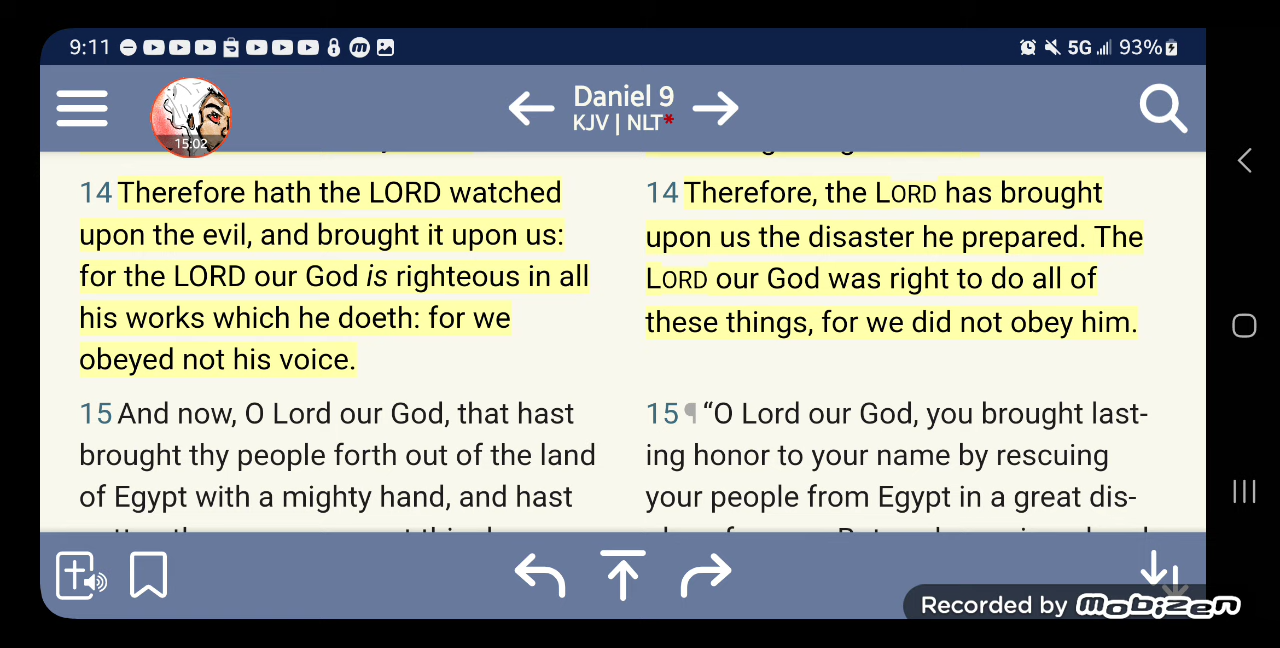 9:11
5G 93%
Daniel 9
KJV | NLT*
15:02
14 Therefore hath the LORD watched
upon the evil, and brought it upon us:
for the LORD our God is righteous in all
his works which he doeth: for we
obeyed not his voice.
15 And now, O Lord our God, that hast
brought thy people forth out of the land
of Egypt with a mighty hand, and hast
14 Therefore, the LORD has brought
upon us the disaster he prepared. The
LORD our God was right to do all of
these things, for we did not obey him.
15 ¶ “O Lord our God, you brought last-
ing honor to your name by rescuing
your people from Egypt in a great dis-
Recorded by Mobizen